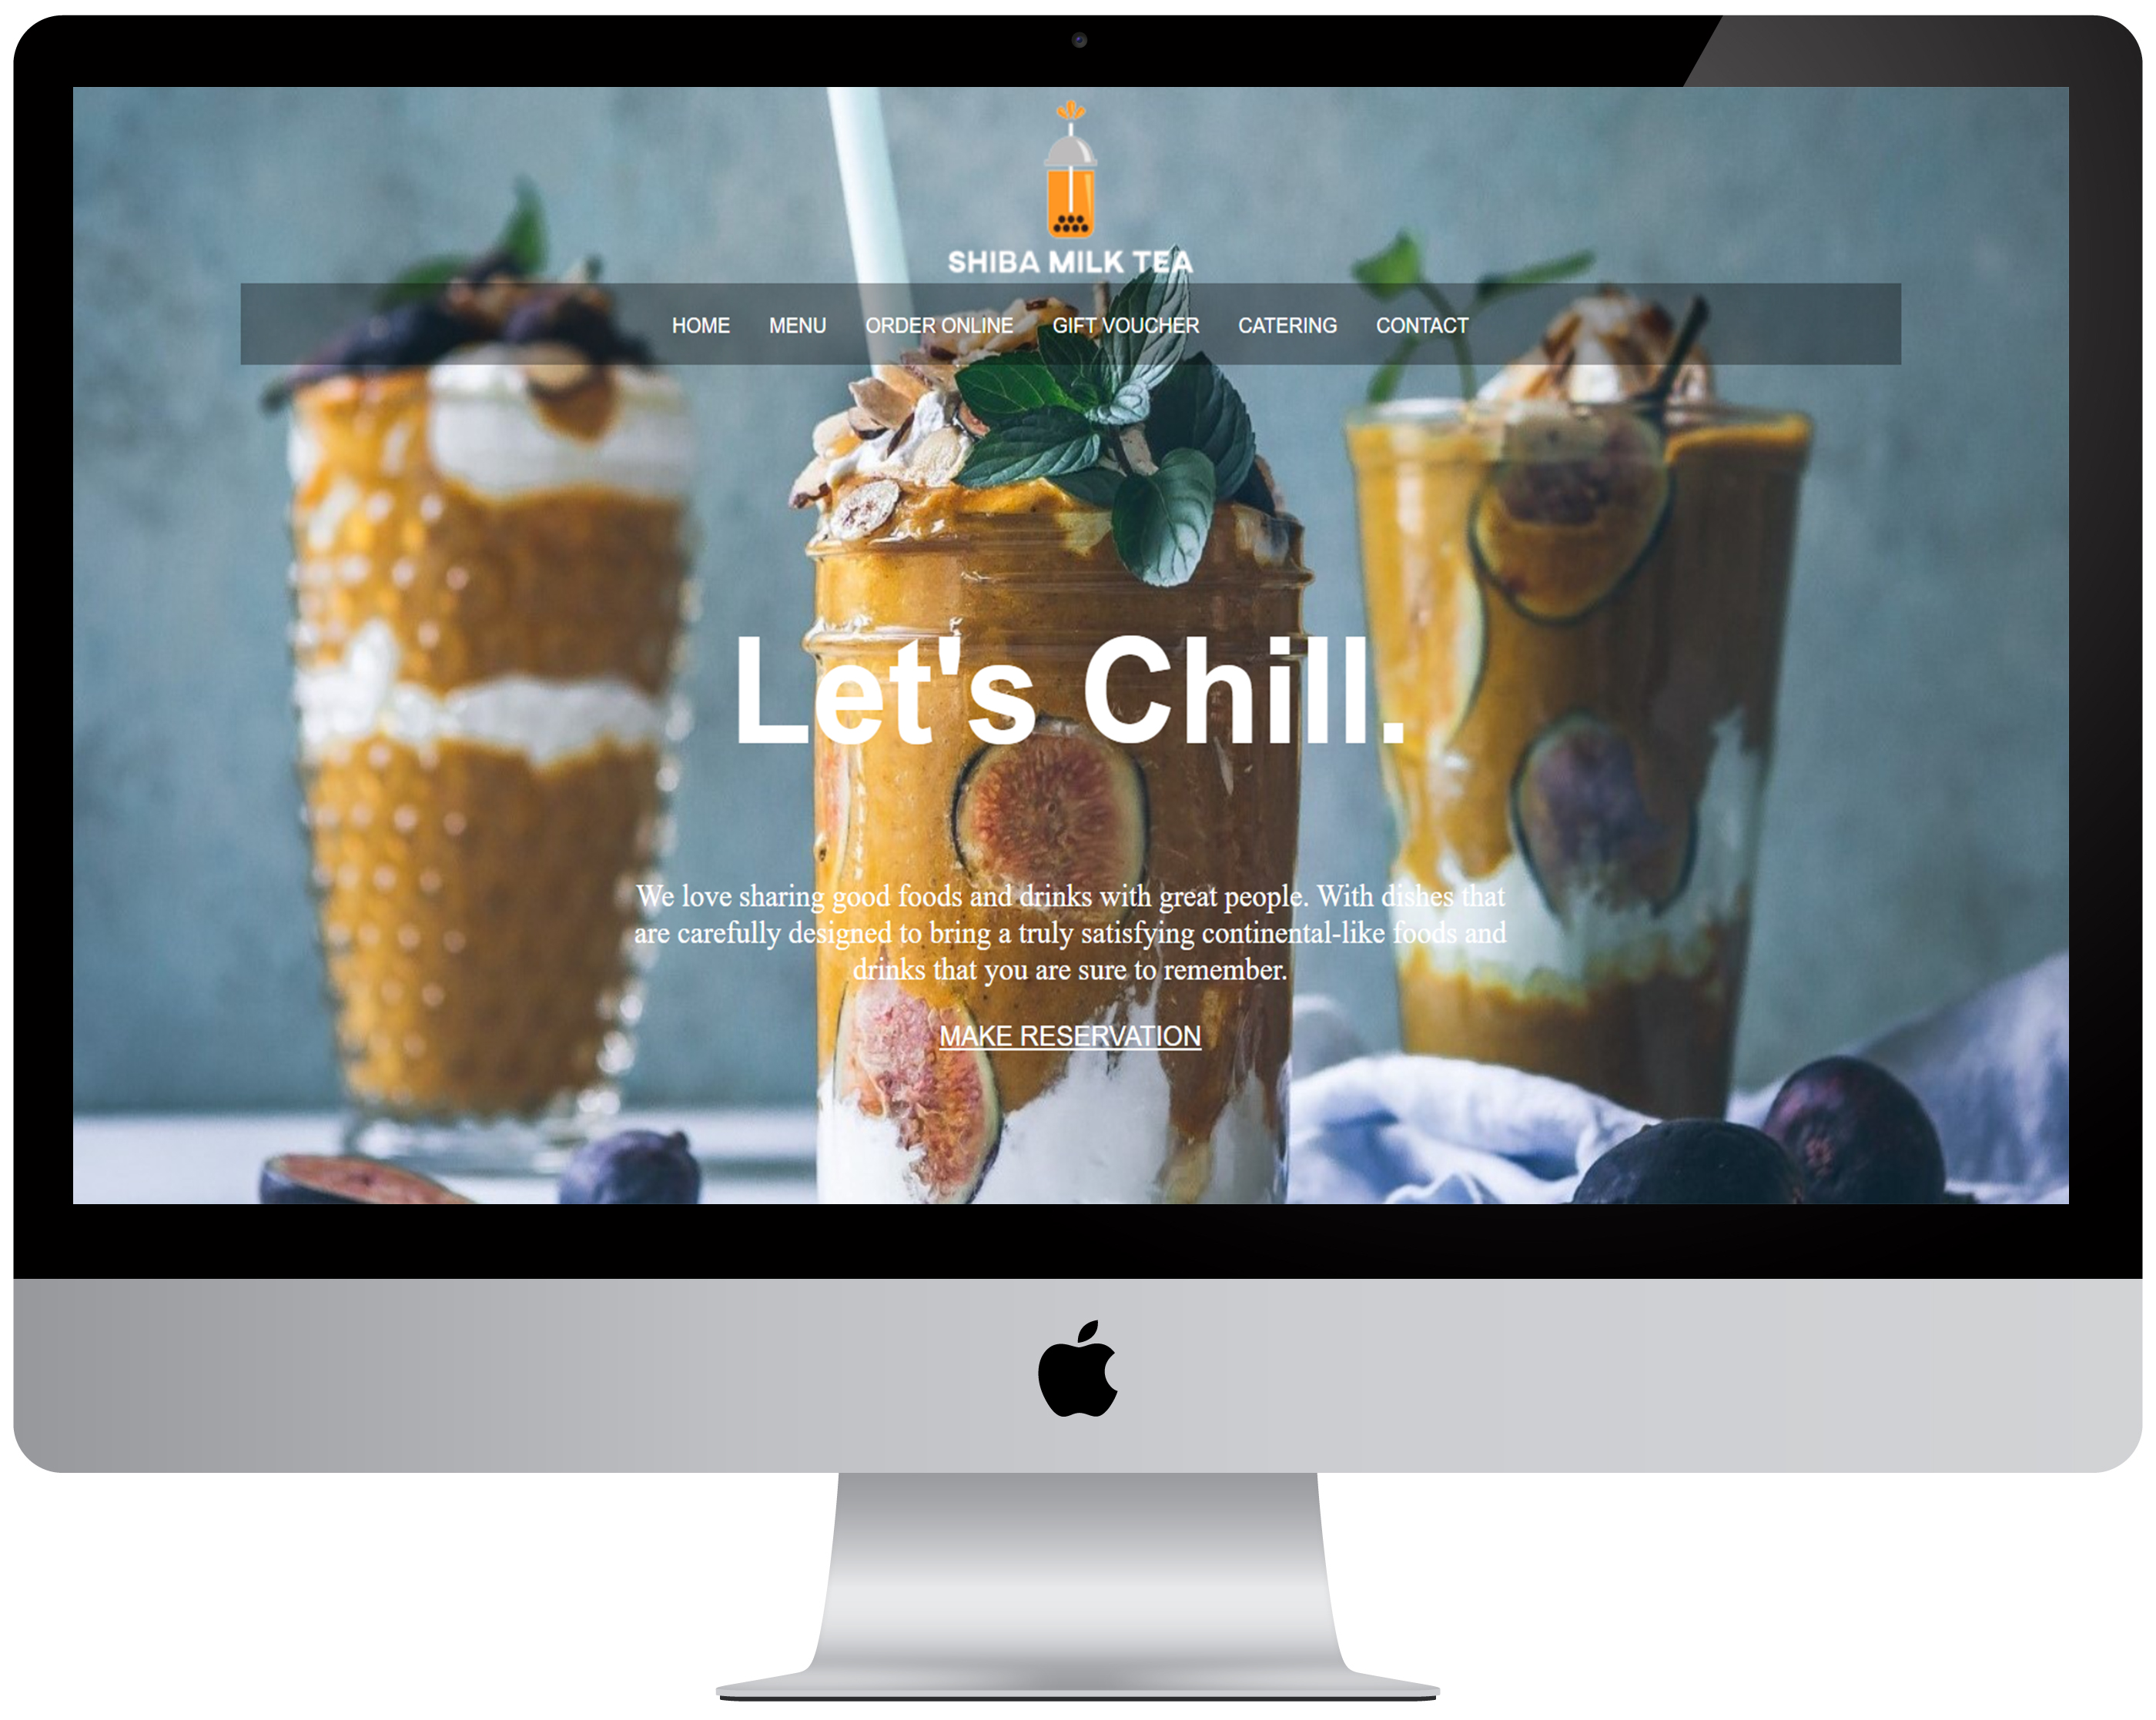 SHIBA MILK TEA
HOME MENU ORDER ONLINE GIFT VOUCHER CATERING CONTACT
Let's Chill.
We love sharing good foods and drinks with great people. With dishes that
are carefully designed to bring a truly satisfying continental-like foods and
drinks that you are sure to remember.
MAKE RESERVATION